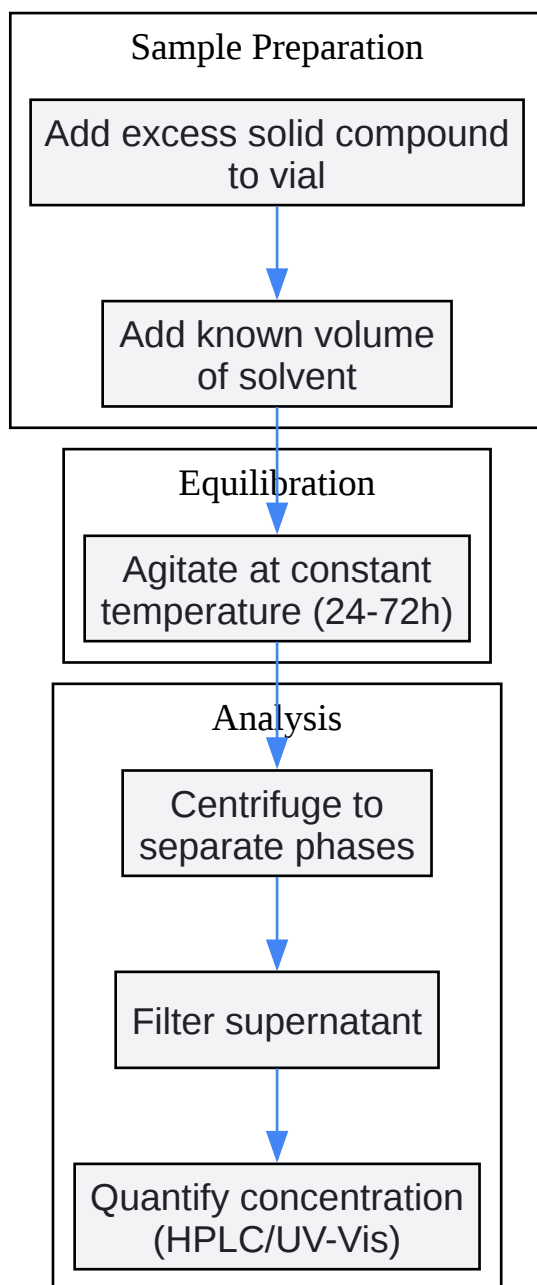 Sample Preparation
Add excess solid compound
to vial
Add known volume
of solvent
Equilibration
Agitate at constant
temperature (24-72h)
Analysis
Centrifuge to
separate phases
Filter supernatant
Quantify concentration
(HPLC/UV-Vis)